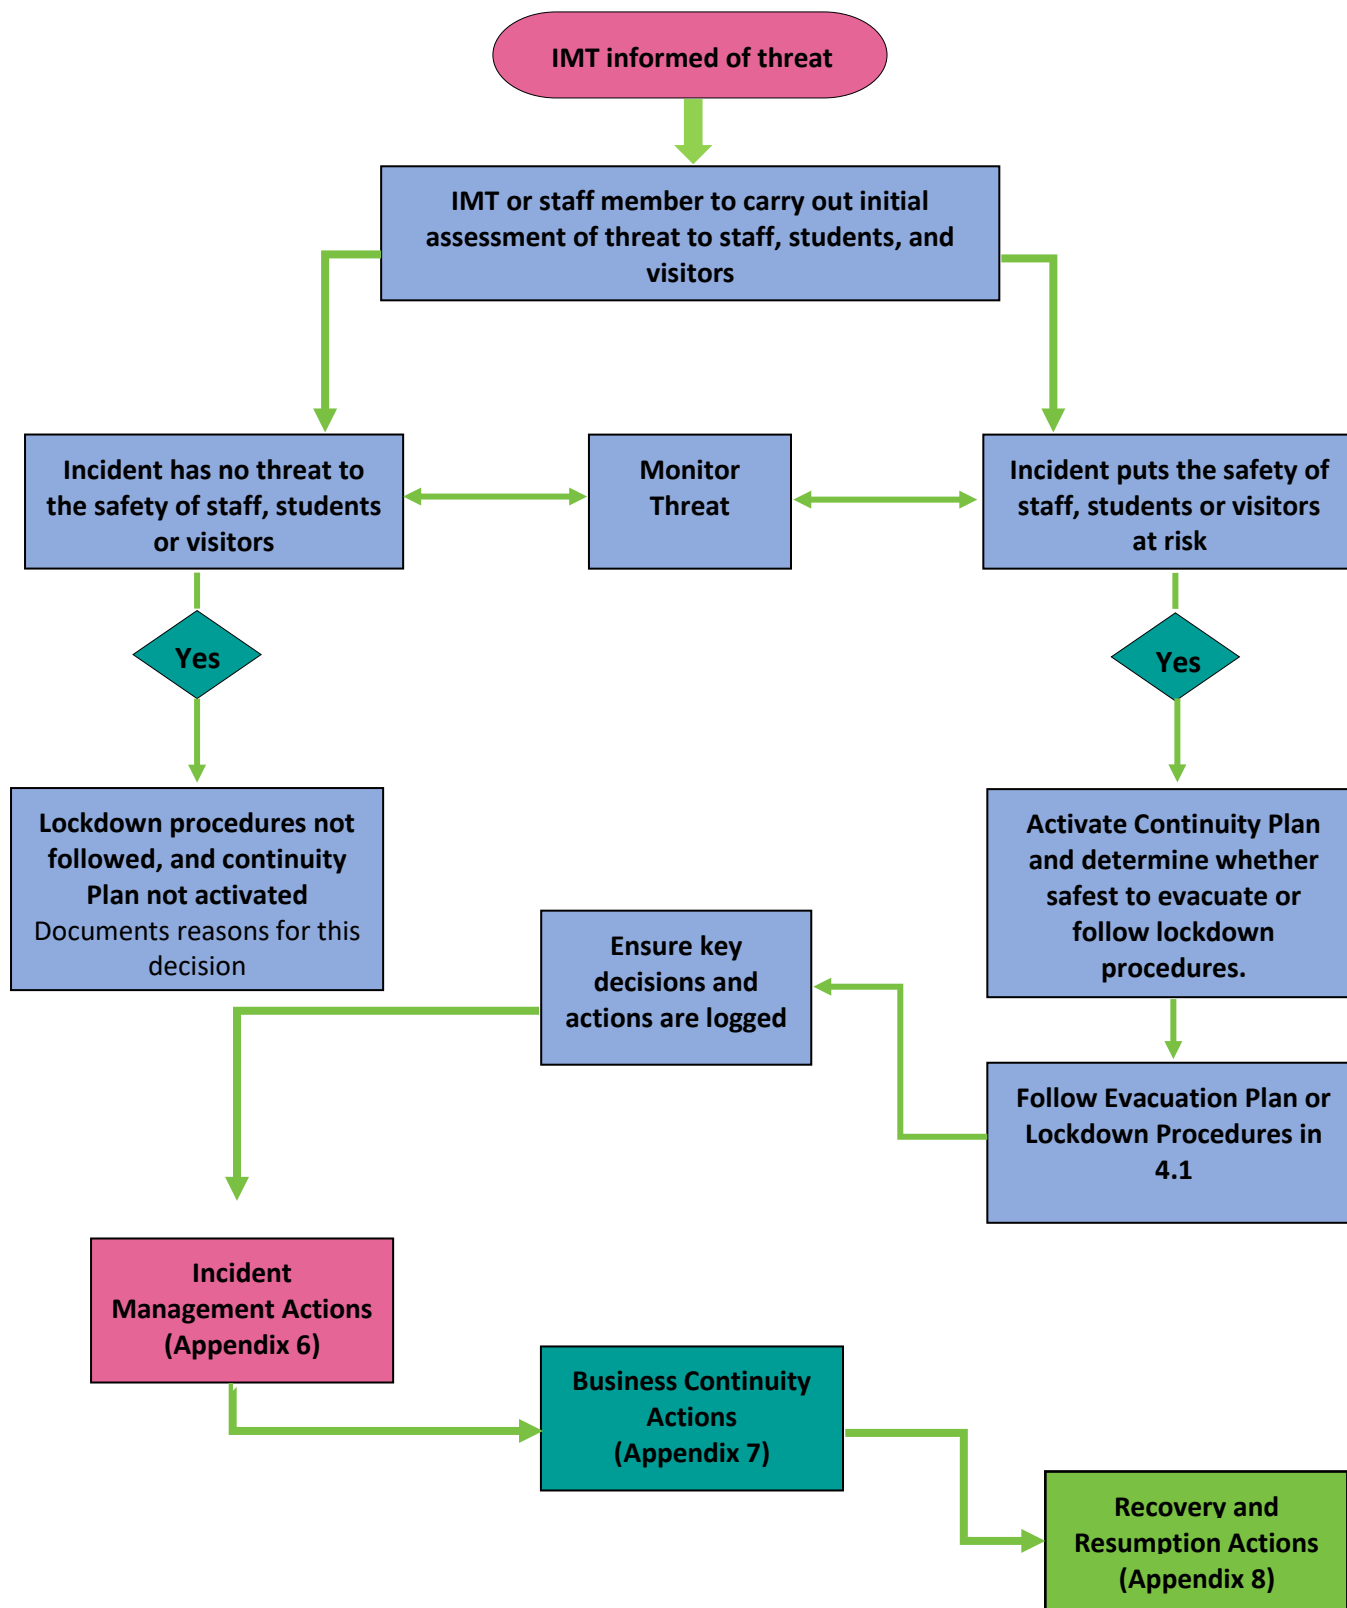 IMT informed of threat
IMT or staff member to carry out initial
assessment of threat to staff, students, and
visitors
Incident has no threat to
the safety of staff, students
or visitors
Monitor
Threat
Incident puts the safety of
staff, students or visitors
at risk
Yes
Yes
Lockdown procedures not
followed, and continuity
Plan not activated
Documents reasons for this
decision
Activate Continuity Plan
and determine whether
safest to evacuate or
follow lockdown
procedures.
Ensure key
decisions and
actions are logged
Follow Evacuation Plan or
Lockdown Procedures in
4.1
Incident
Management Actions
(Appendix 6)
Business Continuity
Actions
(Appendix 7)
Recovery and
Resumption Actions
(Appendix 8)